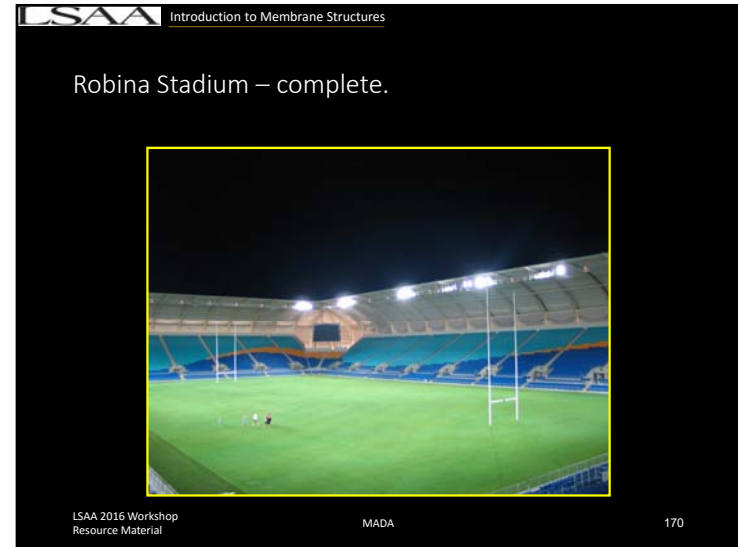 LSAA
Introduction to Membrane Structures
Robina Stadium – complete.
LSAA 2016 Workshop
Resource Material
MADA
170